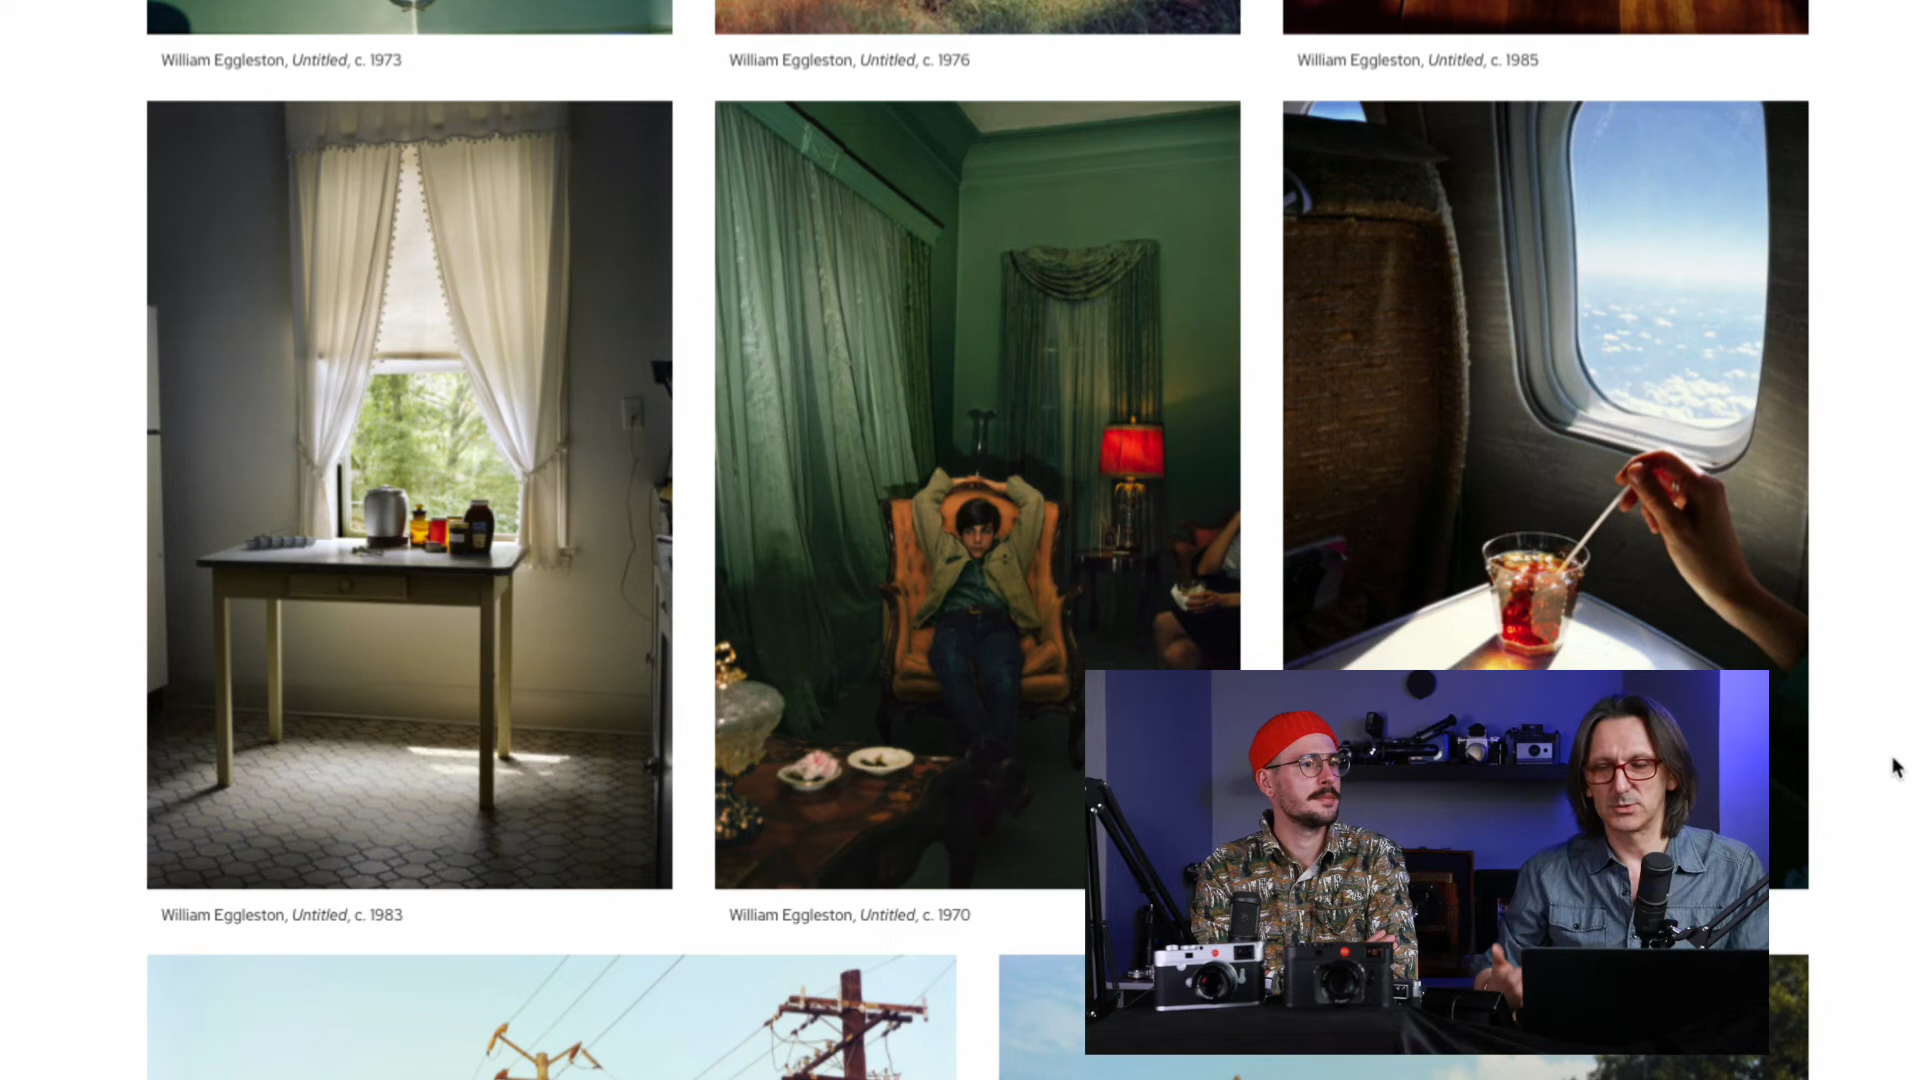 William Eggleston, Untitled, c. 1973
William Eggleston, Untitled, c. 1976
William Eggleston, Untitled, c. 1985
William Eggleston, Untitled, c. 1983
William Eggleston, Untitled, c. 1970